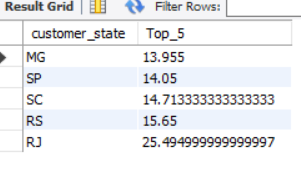 Result Grid Filter Rows:
customer_state Top_5
MG 13.955
SP 14.05
SC 14.713333333333333
RS 15.65
RJ 25.494999999999997